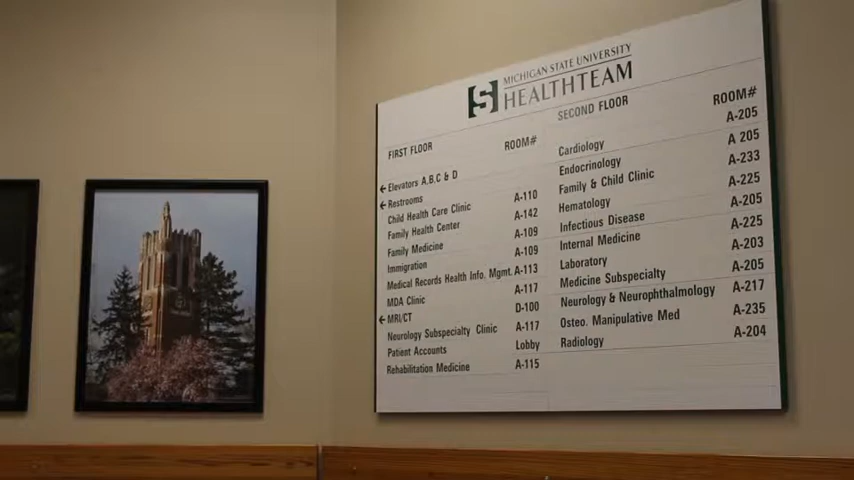 MICHIGAN STATE UNIVERSITY
HEALTHTEAM
FIRST FLOOR ROOM#
Elevators A,B,C & D
Restrooms
Child Health Care Clinic A-110
Family Health Center A-142
Family Medicine A-109
Immigration A-109
Medical Records Health Info. Mgmt. A-113
MDA Clinic A-117
MRI/CT D-100
Neurology Subspecialty Clinic A-117
Patient Accounts Lobby
Rehabilitation Medicine A-115
SECOND FLOOR ROOM#
Cardiology A-205
Endocrinology A 205
Family & Child Clinic A-233
Hematology A-225
Infectious Disease A-205
Internal Medicine A-225
Laboratory A-203
Medicine Subspecialty A-205
Neurology & Neurophthalmology A-217
Osteo. Manipulative Med A-235
Radiology A-204